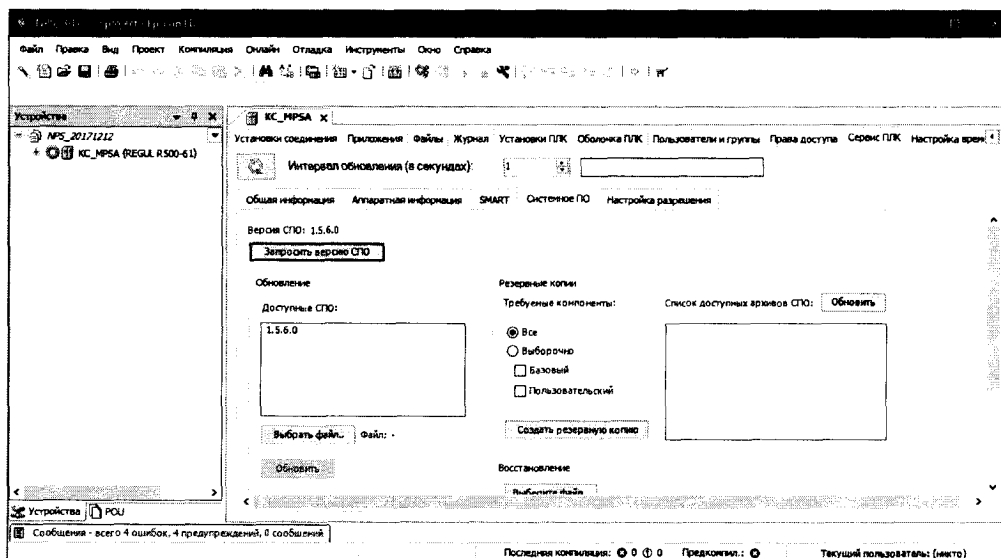 Файл Правка Вид Проект Компиляция Онлайн Отладка Инструменты Окно Справка
Устройства
NPS_20171212
KC_MPSA (REGUL R500-61)
KC_MPSA x
Установки соединения Приложения Файлы Журнал Установки ПЛК Оболочка ПЛК Пользователи и группы Права доступа Сервис ПЛК Настройка врем
Интервал обновления (в секундах): 1
Общая информация Аппаратная информация SMART Системное ПО Настройка разрешения
Версия СПО: 1.5.6.0
Запросить версию СПО
Обновление
Доступные СПО:
1.5.6.0
Выбрать файл.. Файл: -
Обновить
Резервные копии
Требуемые компоненты:
Все
Выборочно
Базовый
Пользовательский
Создать резервную копию
Список доступных архивов СПО: Обновить
Восстановление
Выберите файл
Устройства POU
Сообщения - всего 4 ошибок, 4 предупреждений, 0 сообщений
Последняя компиляция: 0 0 Предкомпил.: Текущий пользователь: (никто)